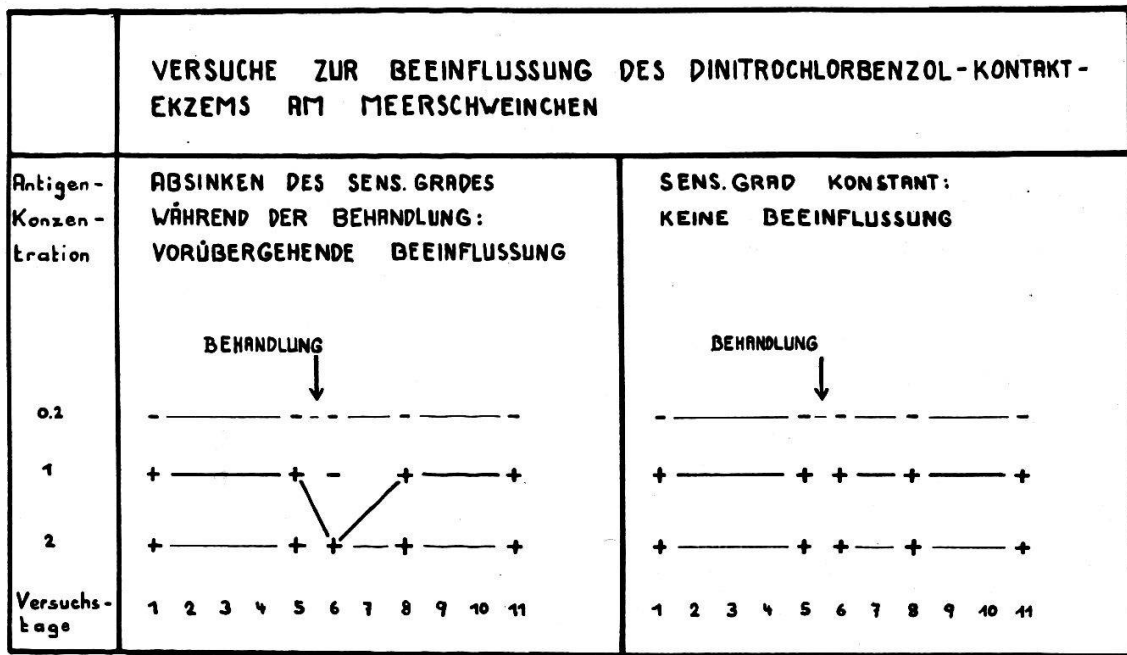 VERSUCHE ZUR BEEINFLUSSUNG DES DINITROCHLORBENZOL-KONTAKT-
EKZEMS AM MEERSCHWEINCHEN
Antigen-
Konzen-
tration
ABSINKEN DES SENS. GRADES
WÄHREND DER BEHANDLUNG:
VORÜBERGEHENDE BEEINFLUSSUNG
SENS. GRAD KONSTANT:
KEINE BEEINFLUSSUNG
BEHANDLUNG
BEHANDLUNG
0.2 - - - - - - - - - -
1 + + - + + + + + + +
2 + + + + + + + + + +
Versuchs-
tage
1 2 3 4 5 6 7 8 9 10 11
1 2 3 4 5 6 7 8 9 10 11